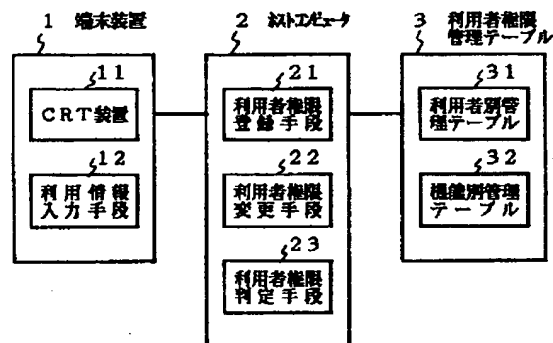 1 端末装置
11
CRT装置
12
利用情報
入力手段
2 ホストコンピュータ
21
利用者権限
登録手段
22
利用者権限
変更手段
23
利用者権限
判定手段
3 利用者権限
管理テーブル
31
利用者別管
理テーブル
32
機能別管理
テーブル